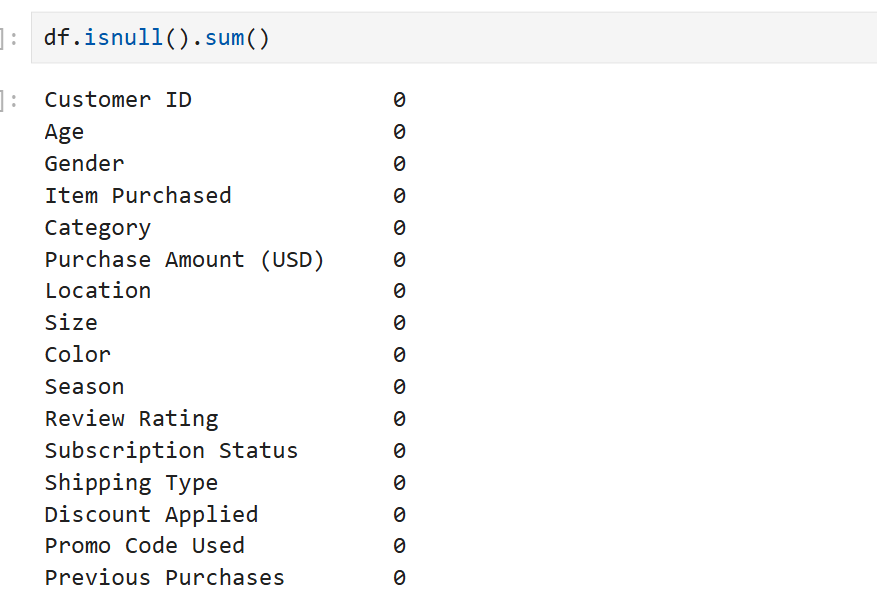 ]: df.isnull().sum()
]: Customer ID 0
Age 0
Gender 0
Item Purchased 0
Category 0
Purchase Amount (USD) 0
Location 0
Size 0
Color 0
Season 0
Review Rating 0
Subscription Status 0
Shipping Type 0
Discount Applied 0
Promo Code Used 0
Previous Purchases 0